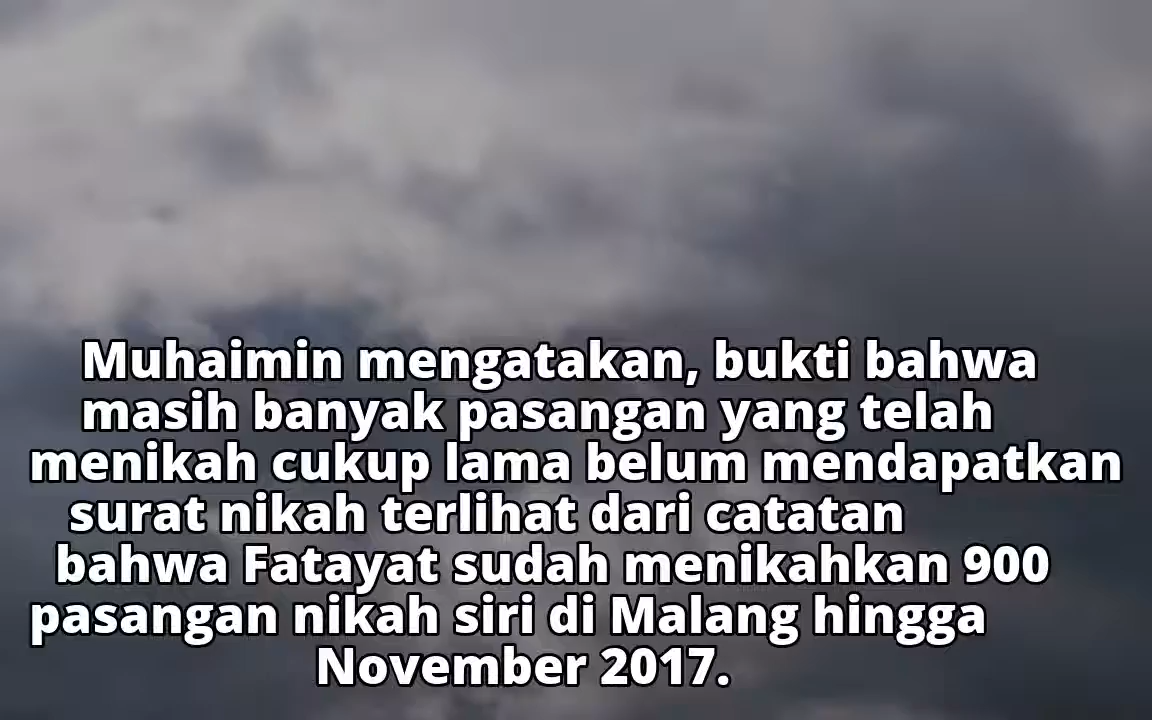 Muhaimin mengatakan, bukti bahwa
masih banyak pasangan yang telah
menikah cukup lama belum mendapatkan
surat nikah terlihat dari catatan
bahwa Fatayat sudah menikahkan 900
pasangan nikah siri di Malang hingga
November 2017.